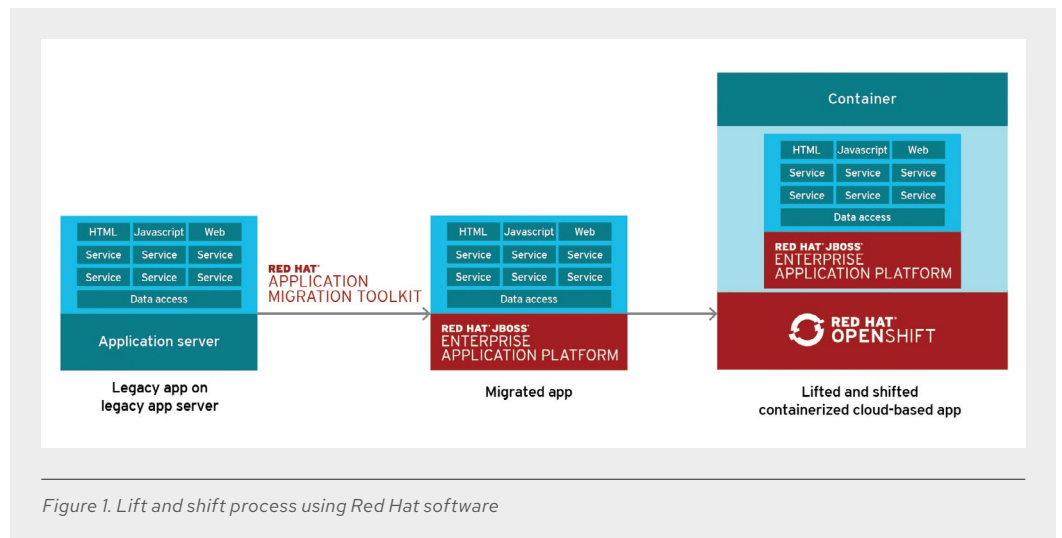 Container
HTML Javascript Web
Service Service Service
Service Service Service
Data access
RED HAT® JBOSS®
ENTERPRISE
APPLICATION PLATFORM
RED HAT®
OPENSHIFT
Lifted and shifted
containerized cloud-based app
HTML Javascript Web
Service Service Service
Service Service Service
Data access
Application server
Legacy app on
legacy app server
RED HAT®
APPLICATION
MIGRATION TOOLKIT
HTML Javascript Web
Service Service Service
Service Service Service
Data access
RED HAT® JBOSS®
ENTERPRISE
APPLICATION PLATFORM
Migrated app
Figure 1. Lift and shift process using Red Hat software